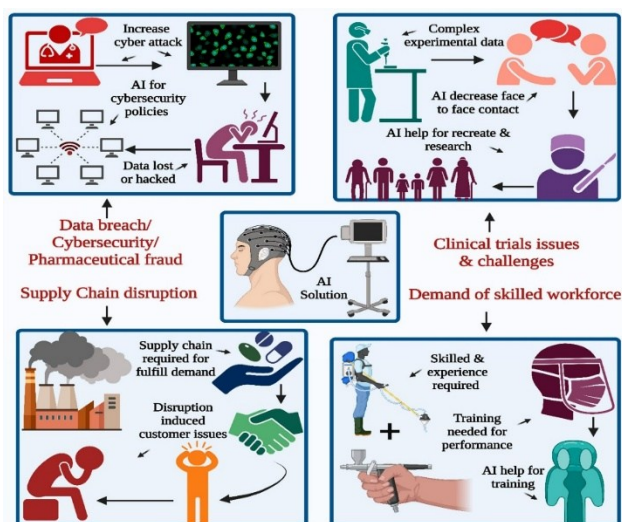 Increase
cyber attack
AI for
cybersecurity
policies
Data lost
or hacked
Complex
experimental data
AI decrease face
to face contact
AI help for recreate &
research
Data breach/
Cybersecurity/
Pharmaceutical fraud
Supply Chain disruption
AI
Solution
Clinical trials issues
& challenges
Demand of skilled workforce
Supply chain
required for
fulfill demand
Disruption
induced
customer issues
Skilled &
experience
required
+
Training
needed for
performance
AI help for
training